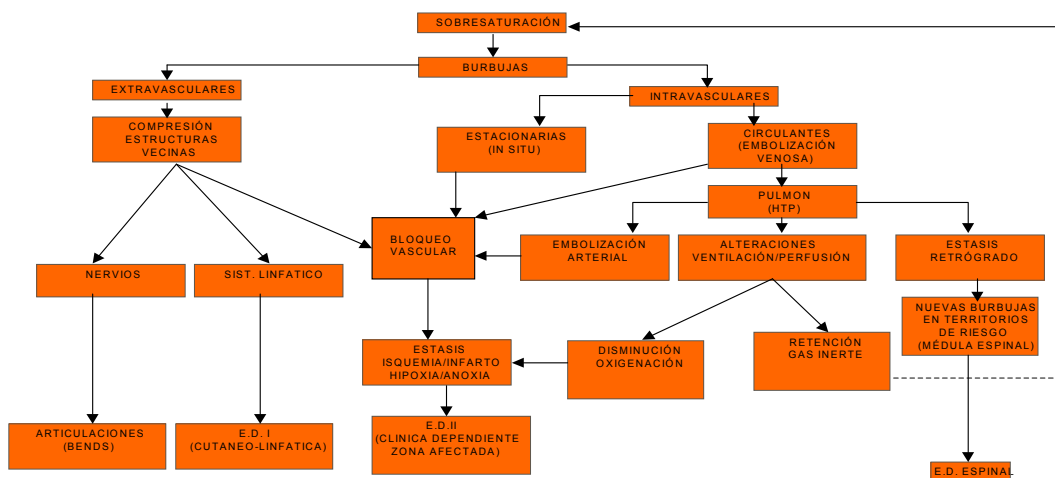 SOBRESATURACIÓN
BURBUJAS
EXTRAVASCULARES
INTRAVASCULARES
COMPRESIÓN
ESTRUCTURAS
VECINAS
ESTACIONARIAS
(IN SITU)
CIRCULANTES
(EMBOLIZACIÓN
VENOSA)
PULMON
(HTP)
BLOQUEO
VASCULAR
EMBOLIZACIÓN
ARTERIAL
ALTERACIONES
VENTILACIÓN/PERFUSIÓN
ESTASIS
RETRÓGRADO
NERVIOS
SIST. LINFATICO
NUEVAS BURBUJAS
EN TERRITORIOS
DE RIESGO
(MÉDULA ESPINAL)
ESTASIS
ISQUEMIA/INFARTO
HIPOXIA/ANOXIA
DISMINUCIÓN
OXIGENACIÓN
RETENCIÓN
GAS INERTE
ARTICULACIONES
(BENDS)
E.D. I
(CUTANEO-LINFATICA)
E.D.II
(CLINICA DEPENDIENTE
ZONA AFECTADA)
E.D. ESPINAL